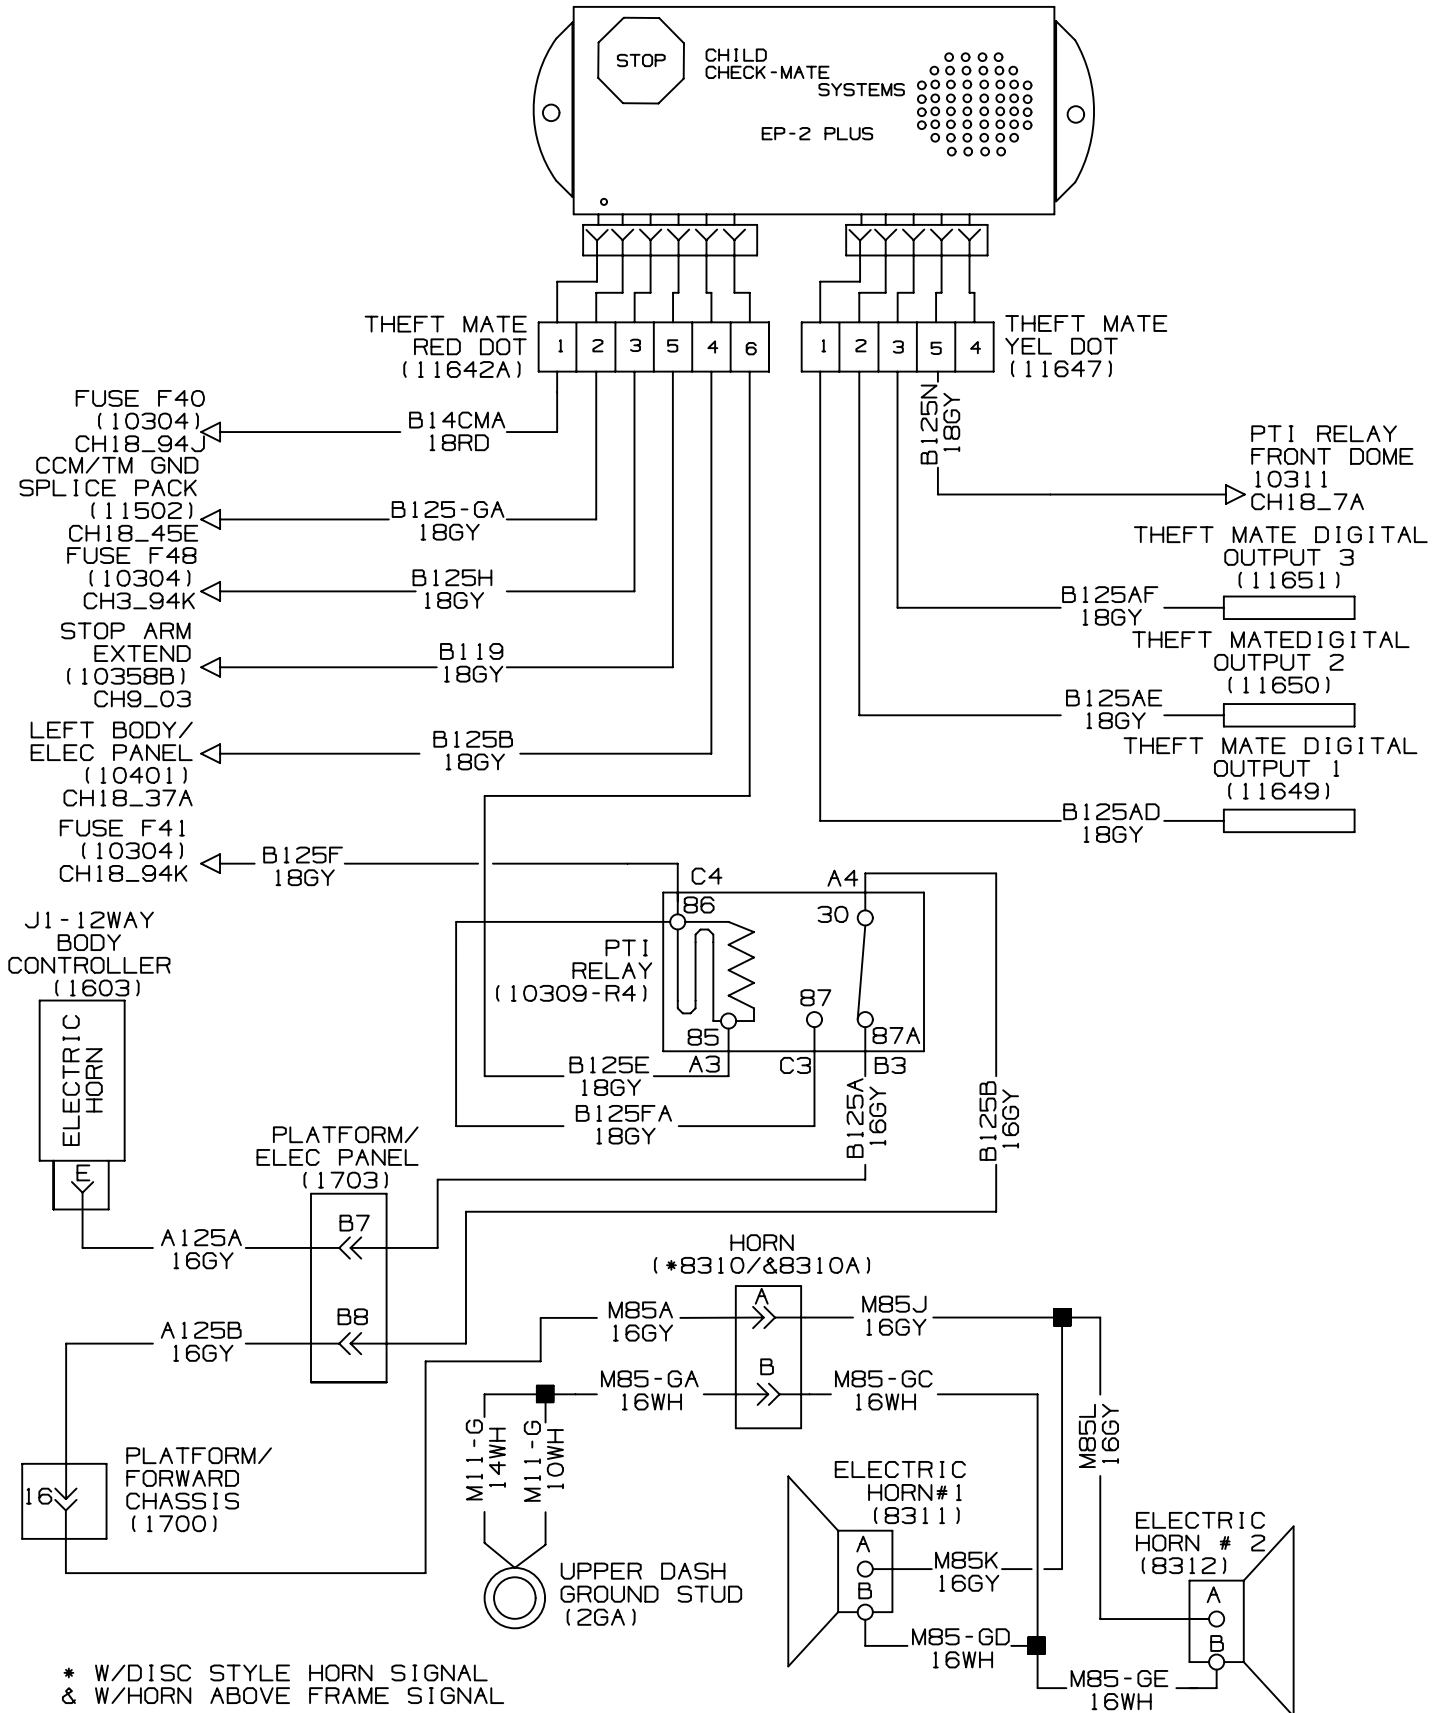 STOP
CHILD
CHECK-MATE
SYSTEMS
EP-2 PLUS
THEFT MATE
RED DOT
(11642A)
1 2 3 5 4 6
1 2 3 5 4
THEFT MATE
YEL DOT
(11647)
FUSE F40
(10304)
CH18_94J
B14CMA
18RD
CCM/TM GND
SPLICE PACK
(11502)
CH18_45E
B125-GA
18GY
FUSE F48
(10304)
CH3_94K
B125H
18GY
STOP ARM
EXTEND
(10358B)
CH9_03
B119
18GY
LEFT BODY/
ELEC PANEL
(10401)
CH18_37A
B125B
18GY
FUSE F41
(10304)
CH18_94K
B125F
18GY
B125N
18GY
PTI RELAY
FRONT DOME
10311
CH18_7A
THEFT MATE DIGITAL
OUTPUT 3
(11651)
B125AF
18GY
THEFT MATEDIGITAL
OUTPUT 2
(11650)
B125AE
18GY
THEFT MATE DIGITAL
OUTPUT 1
(11649)
B125AD
18GY
C4
A4
86
30
PTI
RELAY
(10309-R4)
87
85
87A
A3
C3
B3
B125E
18GY
B125FA
18GY
B125A
16GY
B125B
16GY
J1-12WAY
BODY
CONTROLLER
(1603)
ELECTRIC
HORN
E
PLATFORM/
ELEC PANEL
(1703)
B7
A125A
16GY
B8
A125B
16GY
HORN
(*8310/&8310A)
A
M85A
16GY
M85J
16GY
B
M85-GA
16WH
M85-GC
16WH
M11-G
14WH
M11-G
10WH
M85L
16GY
16
PLATFORM/
FORWARD
CHASSIS
(1700)
UPPER DASH
GROUND STUD
(2GA)
ELECTRIC
HORN#1
(8311)
A
B
M85K
16GY
M85-GD
16WH
ELECTRIC
HORN # 2
(8312)
A
B
M85-GE
16WH
* W/DISC STYLE HORN SIGNAL
& W/HORN ABOVE FRAME SIGNAL